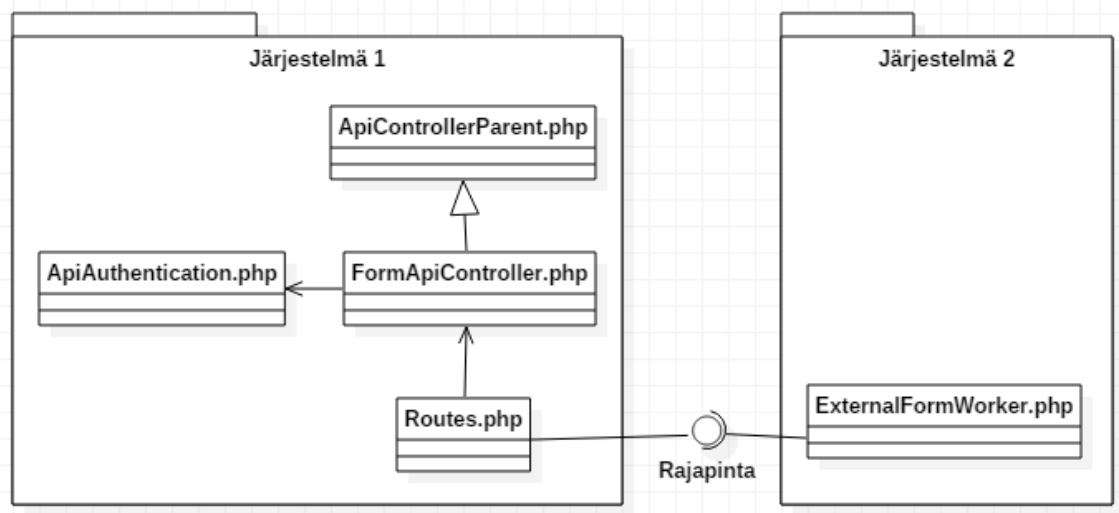 Järjestelmä 1
Järjestelmä 2
ApiControllerParent.php
ApiAuthentication.php
FormApiController.php
Routes.php
ExternalFormWorker.php
Rajapinta